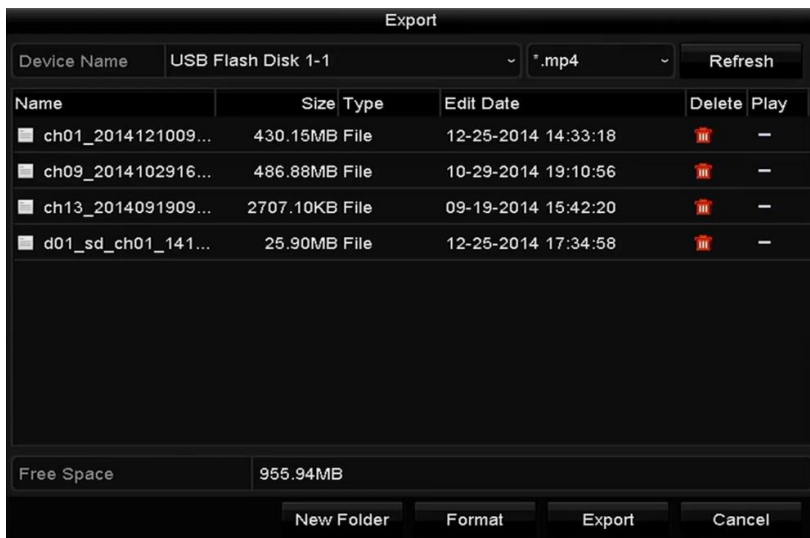 Export
Device Name USB Flash Disk 1-1 *.mp4 Refresh
Name Size Type Edit Date Delete Play
ch01_2014121009... 430.15MB File 12-25-2014 14:33:18 –
ch09_2014102916... 486.88MB File 10-29-2014 19:10:56 –
ch13_2014091909... 2707.10KB File 09-19-2014 15:42:20 –
d01_sd_ch01_141... 25.90MB File 12-25-2014 17:34:58 –
Free Space 955.94MB
New Folder Format Export Cancel